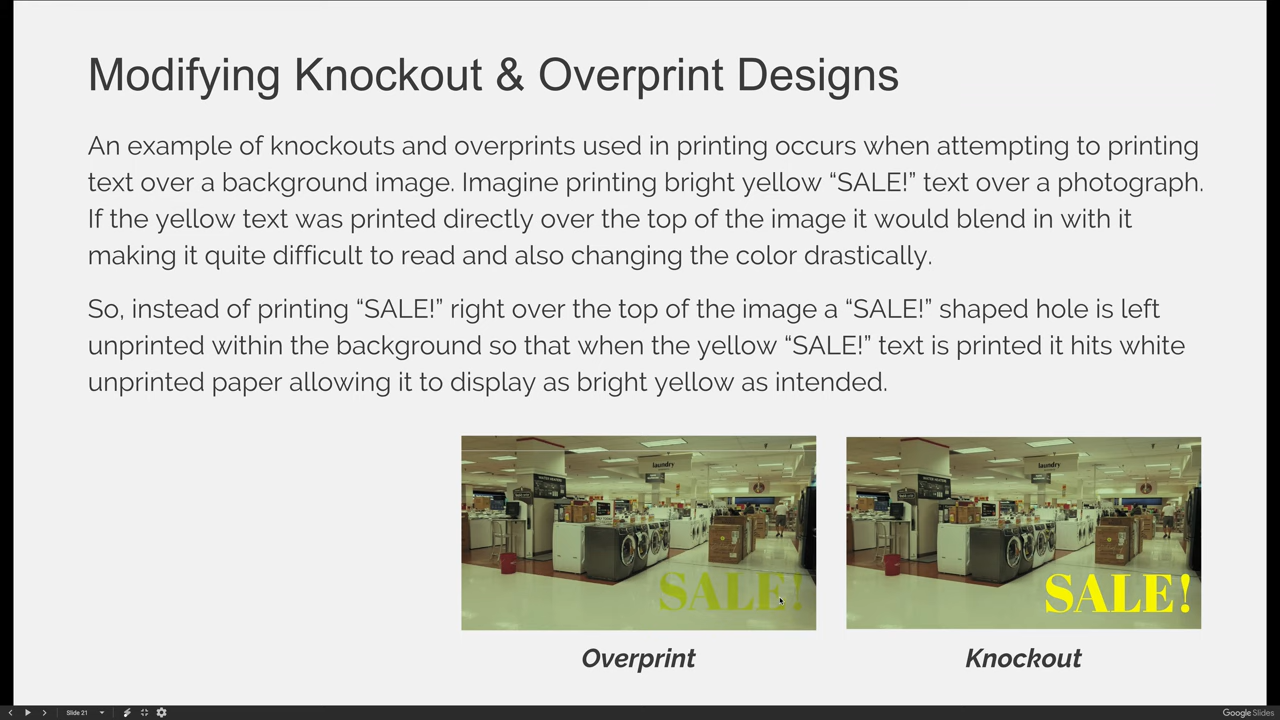 Modifying Knockout & Overprint Designs
An example of knockouts and overprints used in printing occurs when attempting to printing
text over a background image. Imagine printing bright yellow “SALE!” text over a photograph.
If the yellow text was printed directly over the top of the image it would blend in with it
making it quite difficult to read and also changing the color drastically.
So, instead of printing “SALE!” right over the top of the image a “SALE!” shaped hole is left
unprinted within the background so that when the yellow “SALE!” text is printed it hits white
unprinted paper allowing it to display as bright yellow as intended.
laundry
laundry
SALE!
SALE!
Overprint
Knockout
Slide 21
Google Slides